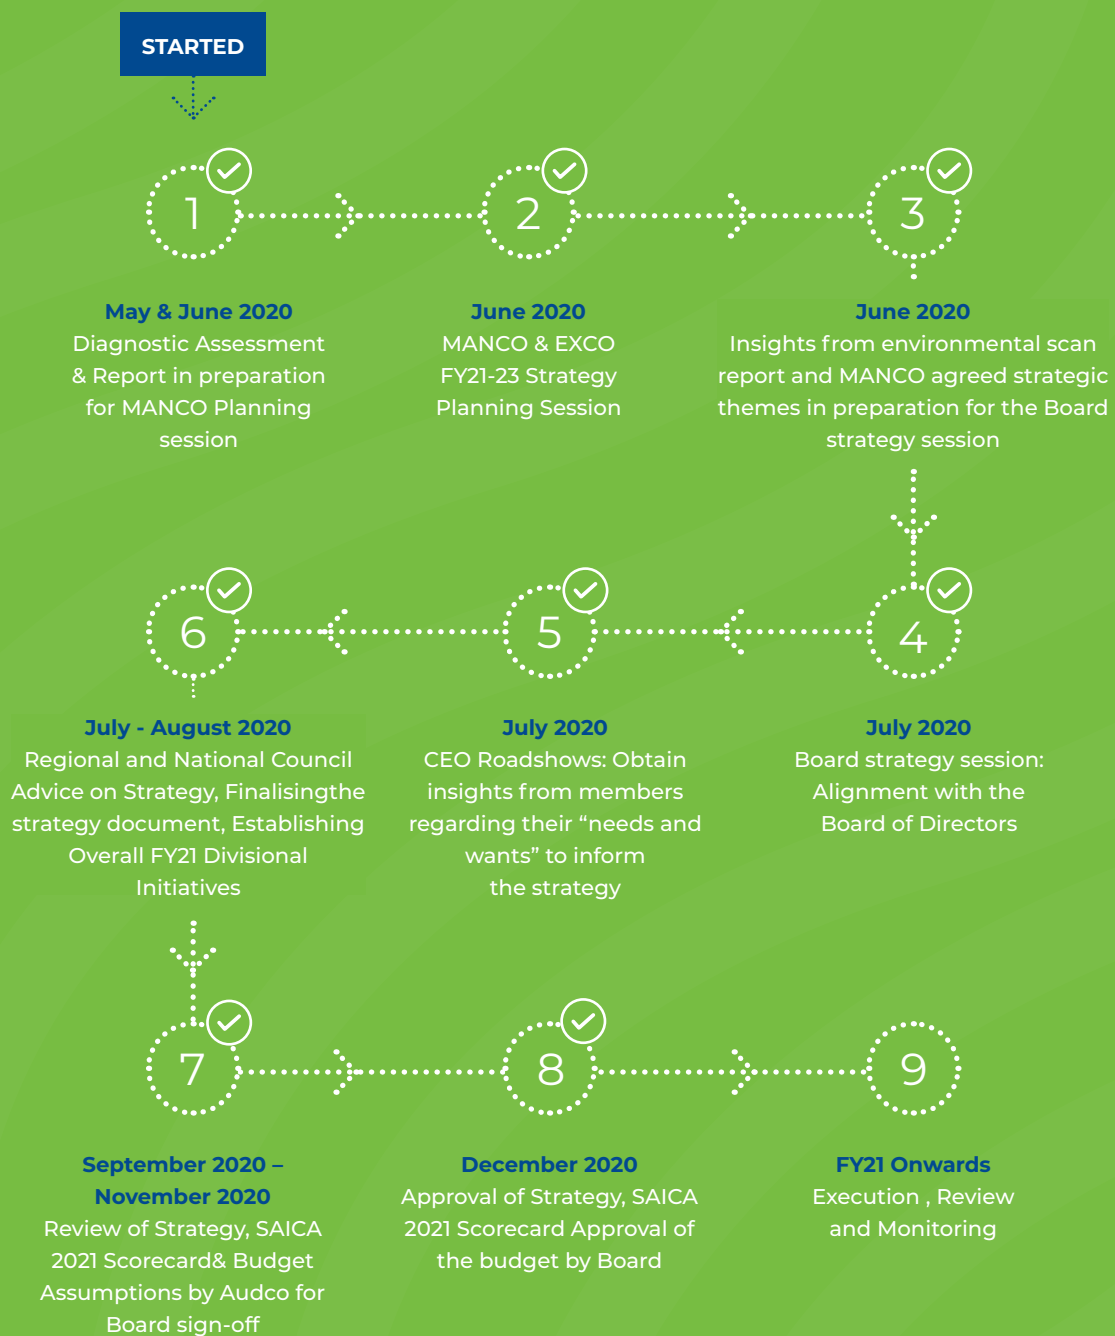 STARTED
1
May & June 2020
Diagnostic Assessment
& Report in preparation
for MANCO Planning
session
2
June 2020
MANCO & EXCO
FY21-23 Strategy
Planning Session
3
June 2020
Insights from environmental scan
report and MANCO agreed strategic
themes in preparation for the Board
strategy session
4
July 2020
Board strategy session:
Alignment with the
Board of Directors
5
July 2020
CEO Roadshows: Obtain
insights from members
regarding their “needs and
wants” to inform
the strategy
6
July - August 2020
Regional and National Council
Advice on Strategy, Finalisingthe
strategy document, Establishing
Overall FY21 Divisional
Initiatives
7
September 2020 –
November 2020
Review of Strategy, SAICA
2021 Scorecard& Budget
Assumptions by Audco for
Board sign-off
8
December 2020
Approval of Strategy, SAICA
2021 Scorecard Approval of
the budget by Board
9
FY21 Onwards
Execution , Review
and Monitoring